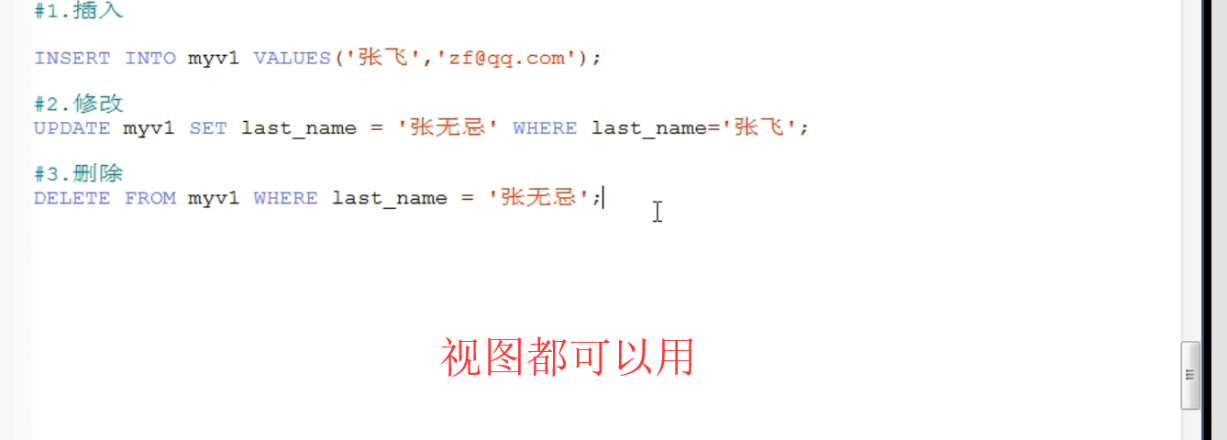 #1.插入
INSERT INTO myv1 VALUES('张飞','zf@qq.com');
#2.修改
UPDATE myv1 SET last_name = '张无忌' WHERE last_name='张飞';
#3.删除
DELETE FROM myv1 WHERE last_name = '张无忌';
视图都可以用